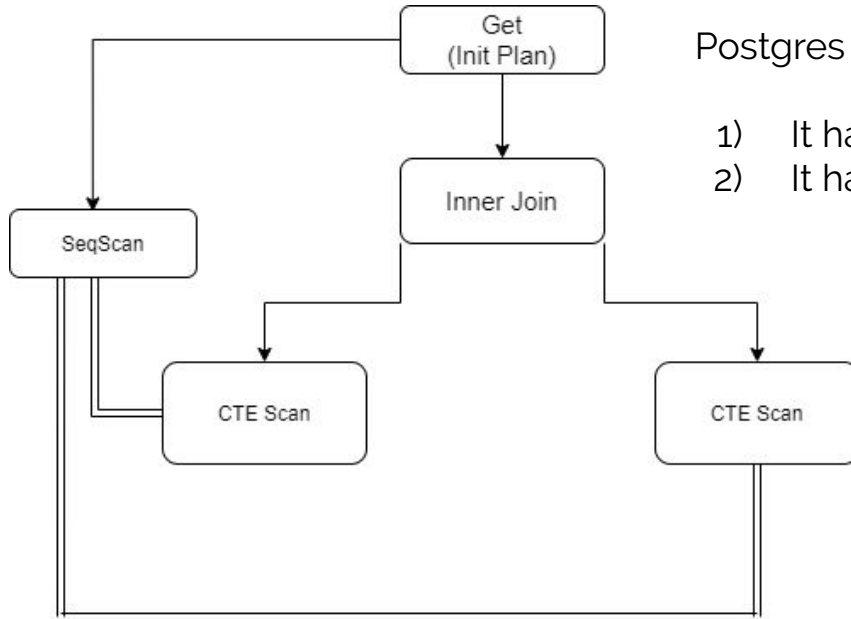 Get
(Init Plan)
Postgres
1) It ha
2) It ha
Inner Join
SeqScan
CTE Scan
CTE Scan